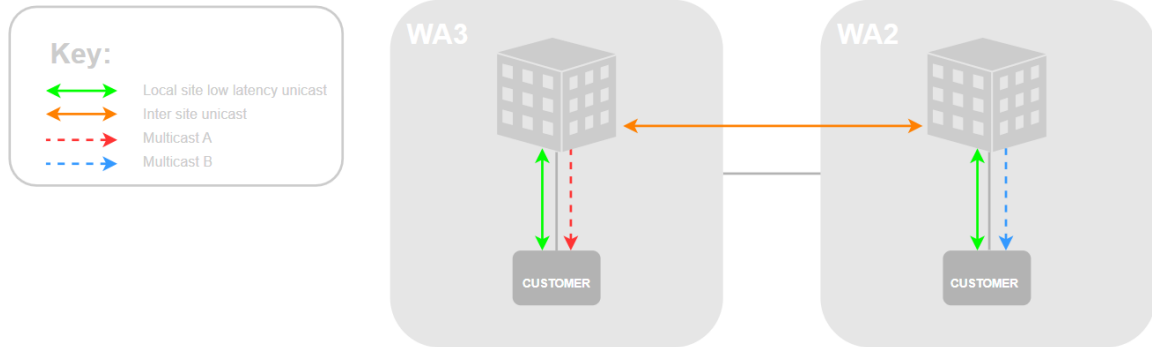 Key:
Local site low latency unicast
Inter site unicast
Multicast A
Multicast B
WA3
WA2
CUSTOMER
CUSTOMER